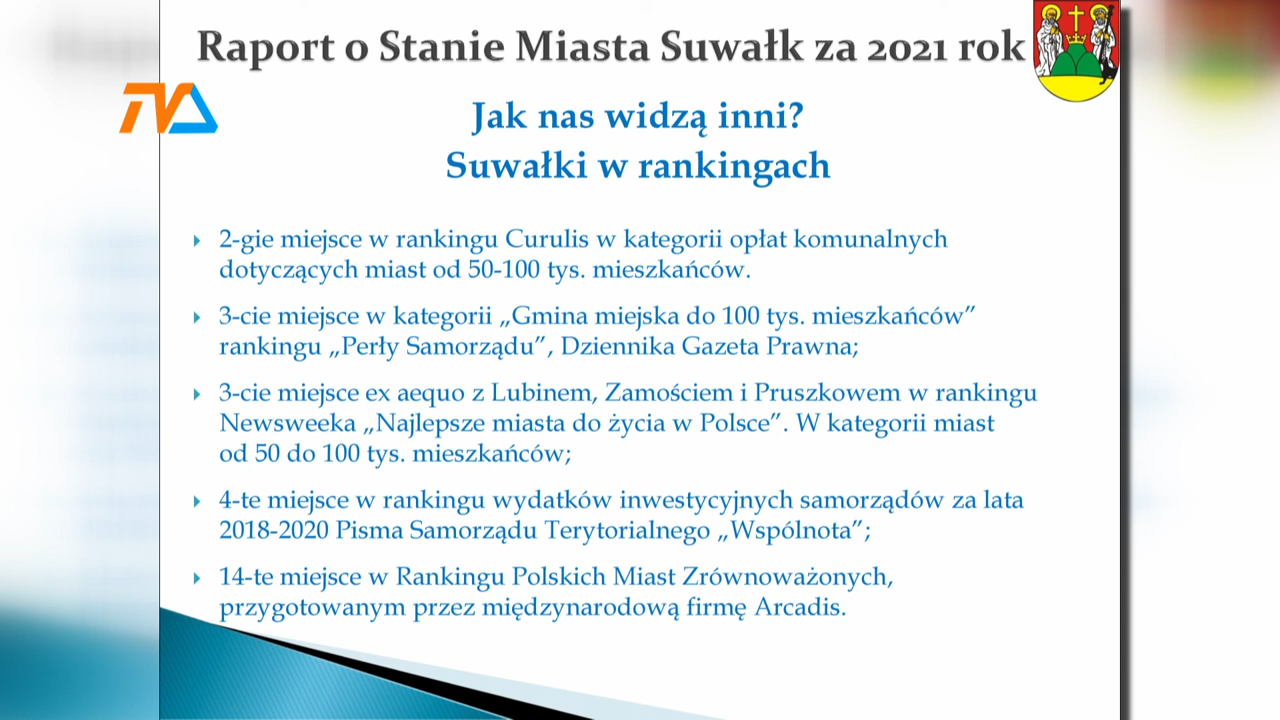 Raport o Stanie Miasta Suwałk za 2021 rok
TVA
Jak nas widzą inni?
Suwałki w rankingach
2-gie miejsce w rankingu Curulis w kategorii opłat komunalnych
dotyczących miast od 50-100 tys. mieszkańców.
3-cie miejsce w kategorii „Gmina miejska do 100 tys. mieszkańców”
rankingu „Perły Samorządu”, Dziennika Gazeta Prawna;
3-cie miejsce ex aequo z Lubinem, Zamościem i Pruszkowem w rankingu
Newsweeka „Najlepsze miasta do życia w Polsce”. W kategorii miast
od 50 do 100 tys. mieszkańców;
4-te miejsce w rankingu wydatków inwestycyjnych samorządów za lata
2018-2020 Pisma Samorządu Terytorialnego „Wspólnota”;
14-te miejsce w Rankingu Polskich Miast Zrównoważonych,
przygotowanym przez międzynarodową firmę Arcadis.